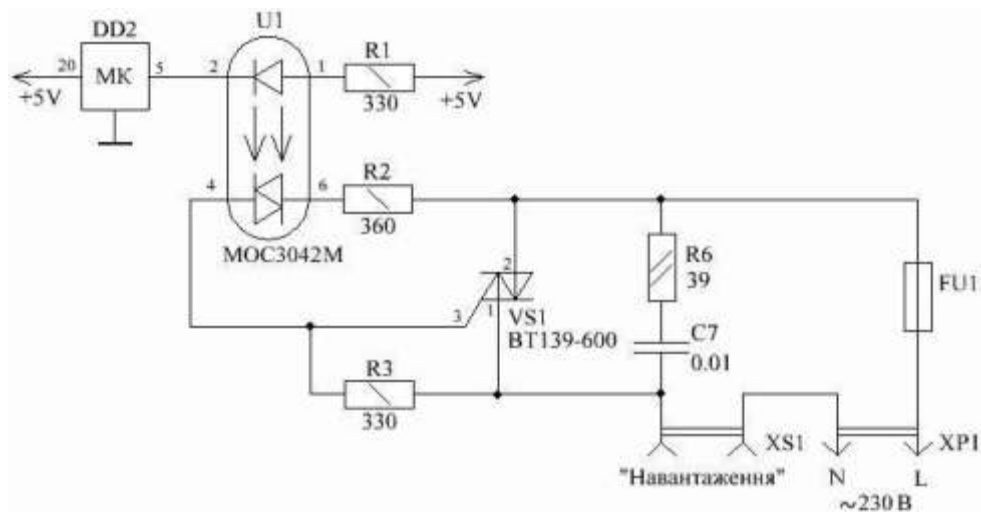 DD2
U1
R1
20
МК
5
2
1
+5V
330
+5V
4
6
R2
360
MOC3042M
R6
39
FU1
2
3
1
VS1
BT139-600
C7
0.01
R3
330
XS1
XP1
"Навантаження"
N
L
~230 В